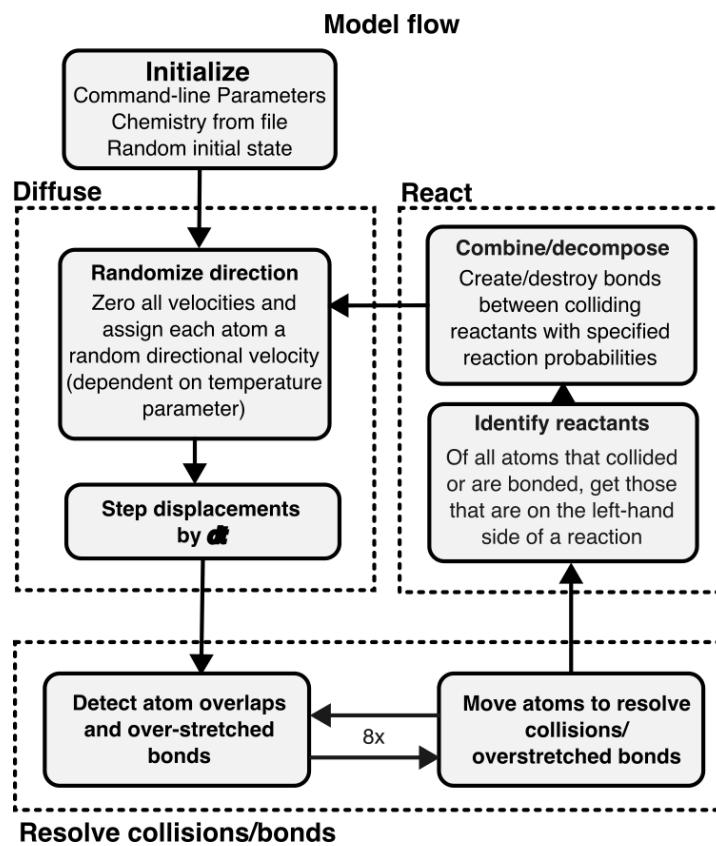 Model flow
Initialize
Command-line Parameters
Chemistry from file
Random initial state
Diffuse
Randomize direction
Zero all velocities and
assign each atom a
random directional velocity
(dependent on temperature
parameter)
Step displacements
by dt
React
Combine/decompose
Create/destroy bonds
between colliding
reactants with specified
reaction probabilities
Identify reactants
Of all atoms that collided
or are bonded, get those
that are on the left-hand
side of a reaction
Detect atom overlaps
and over-stretched
bonds
8x
Move atoms to resolve
collisions/
overstretched bonds
Resolve collisions/bonds